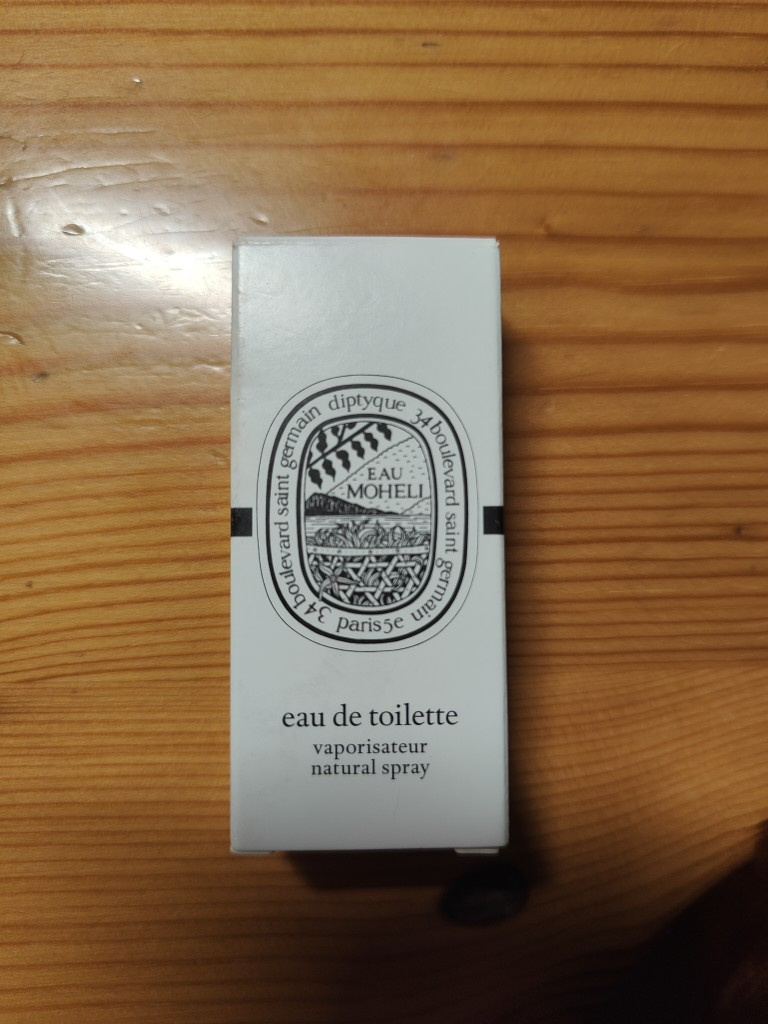 diptyque 34 boulevard saint germain paris 5e 34 boulevard saint germain
EAU
MOHELI
eau de toilette
vaporisateur
natural spray